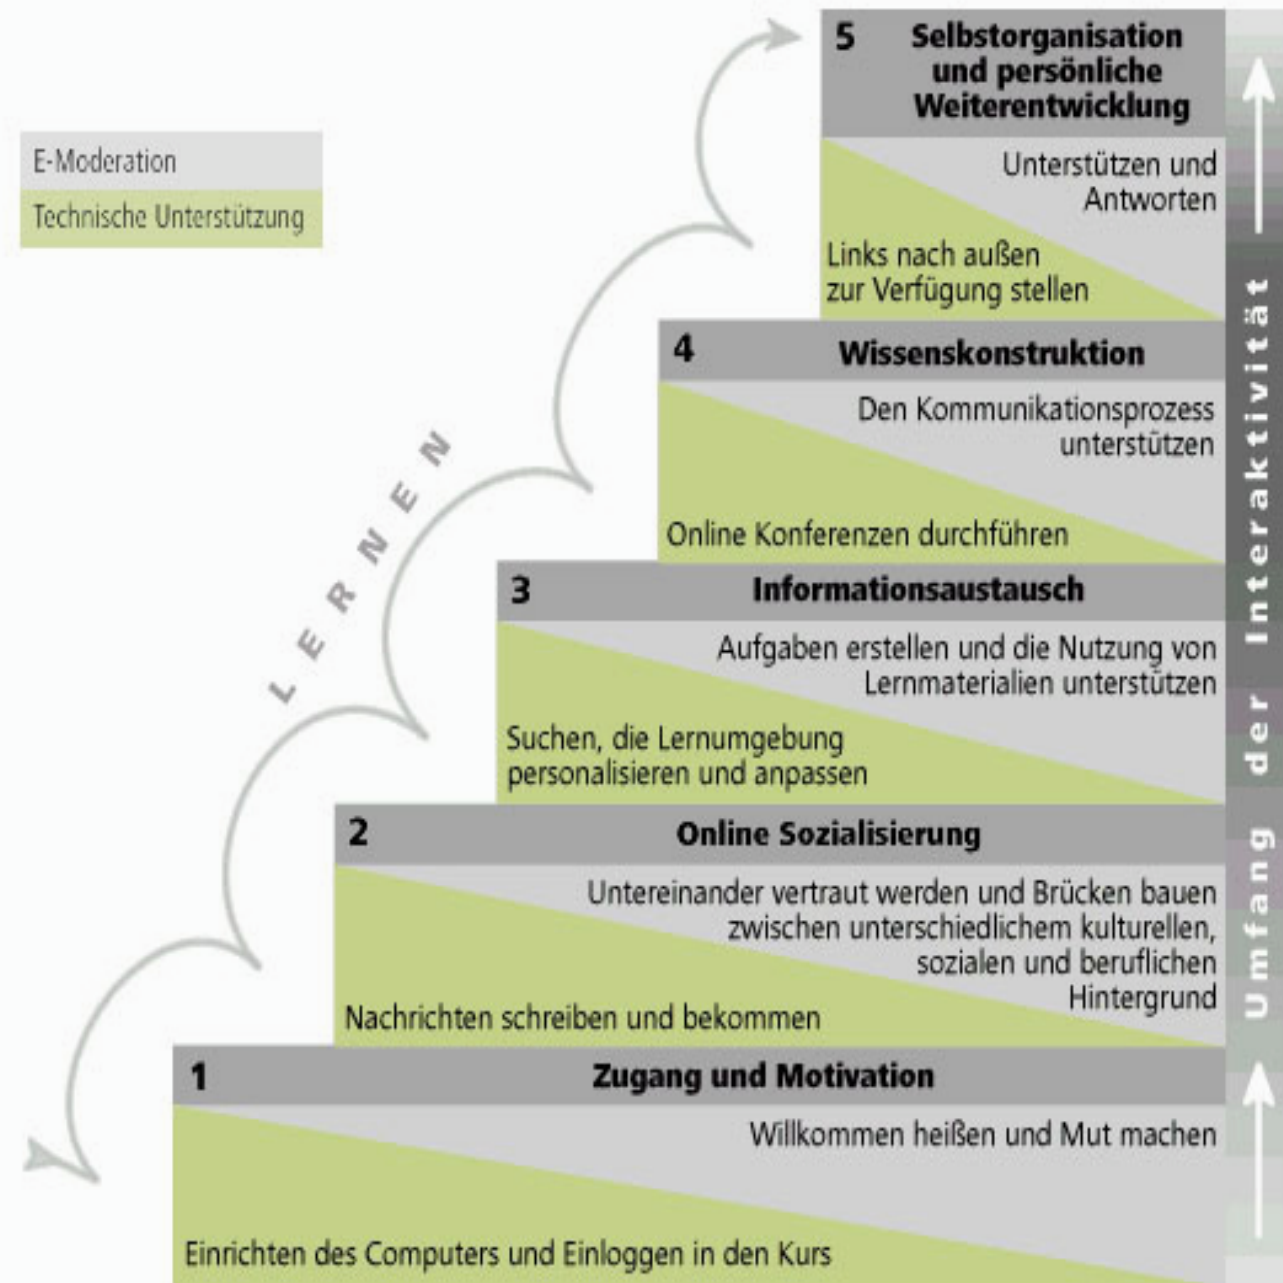 E-Moderation
Technische Unterstützung
LERNEN
5 Selbstorganisation
und persönliche
Weiterentwicklung
Unterstützen und
Antworten
Links nach außen
zur Verfügung stellen
4 Wissenskonstruktion
Den Kommunikationsprozess
unterstützen
Online Konferenzen durchführen
3 Informationsaustausch
Aufgaben erstellen und die Nutzung von
Lernmaterialien unterstützen
Suchen, die Lernumgebung
personalisieren und anpassen
2 Online Sozialisierung
Untereinander vertraut werden und Brücken bauen
zwischen unterschiedlichem kulturellen,
sozialen und beruflichen
Hintergrund
Nachrichten schreiben und bekommen
1 Zugang und Motivation
Willkommen heißen und Mut machen
Einrichten des Computers und Einloggen in den Kurs
Umfang der Interaktivität